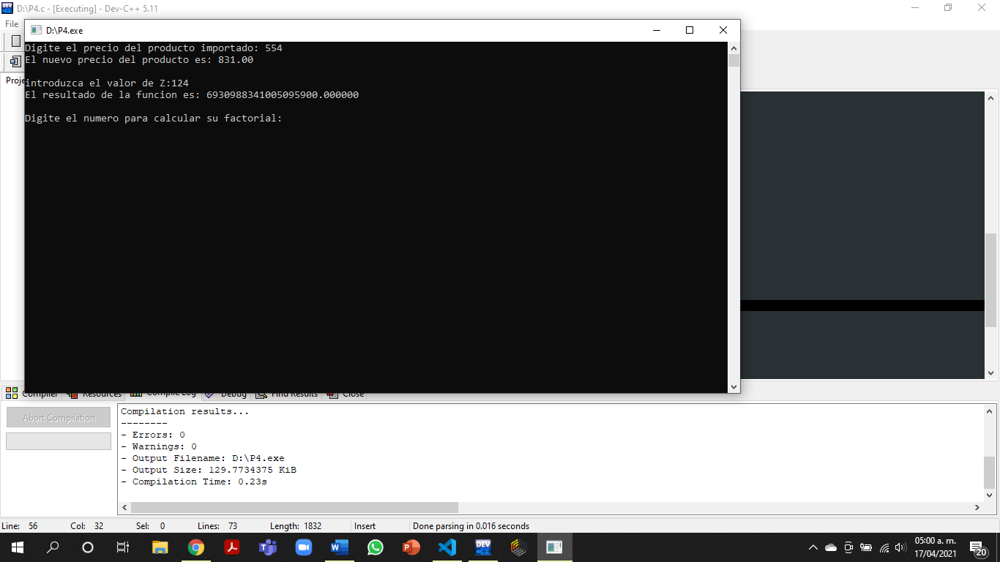 D:\P4.c - [Executing] - Dev-C++ 5.11
File
D:\P4.exe
Digite el precio del producto importado: 554
El nuevo precio del producto es: 831.00
Proje
introduzca el valor de Z:124
El resultado de la funcion es: 6930988341005095900.000000
Digite el numero para calcular su factorial:
Compiler Resources Compile Log Debug Find Results Close
Abort Compilation
Compilation results...
--------
- Errors: 0
- Warnings: 0
- Output Filename: D:\P4.exe
- Output Size: 129.7734375 KiB
- Compilation Time: 0.23s
Line: 56 Col: 32 Sel: 0 Lines: 73 Length: 1832 Insert Done parsing in 0.016 seconds
05:00 a. m.
17/04/2021
20